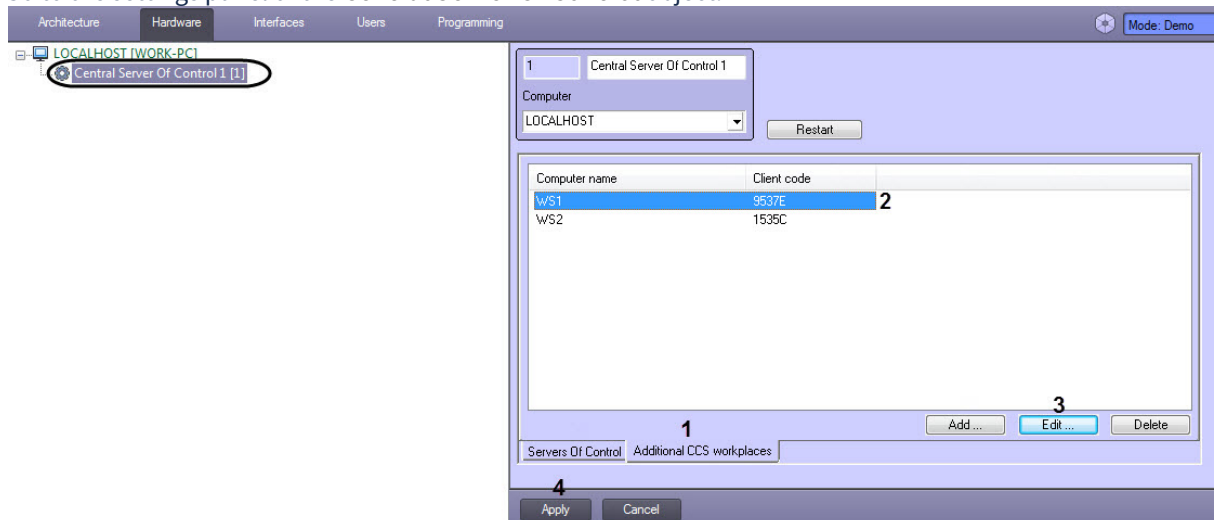 Architecture Hardware Interfaces Users Programming Mode: Demo
LOCALHOST [WORK-PC]
Central Server Of Control 1 [1]
1 Central Server Of Control 1
Computer
LOCALHOST
Restart
Computer name Client code
WS1 9537E 2
WS2 1535C
3
Add ... Edit ... Delete
1
Servers Of Control Additional CCS workplaces
4
Apply Cancel